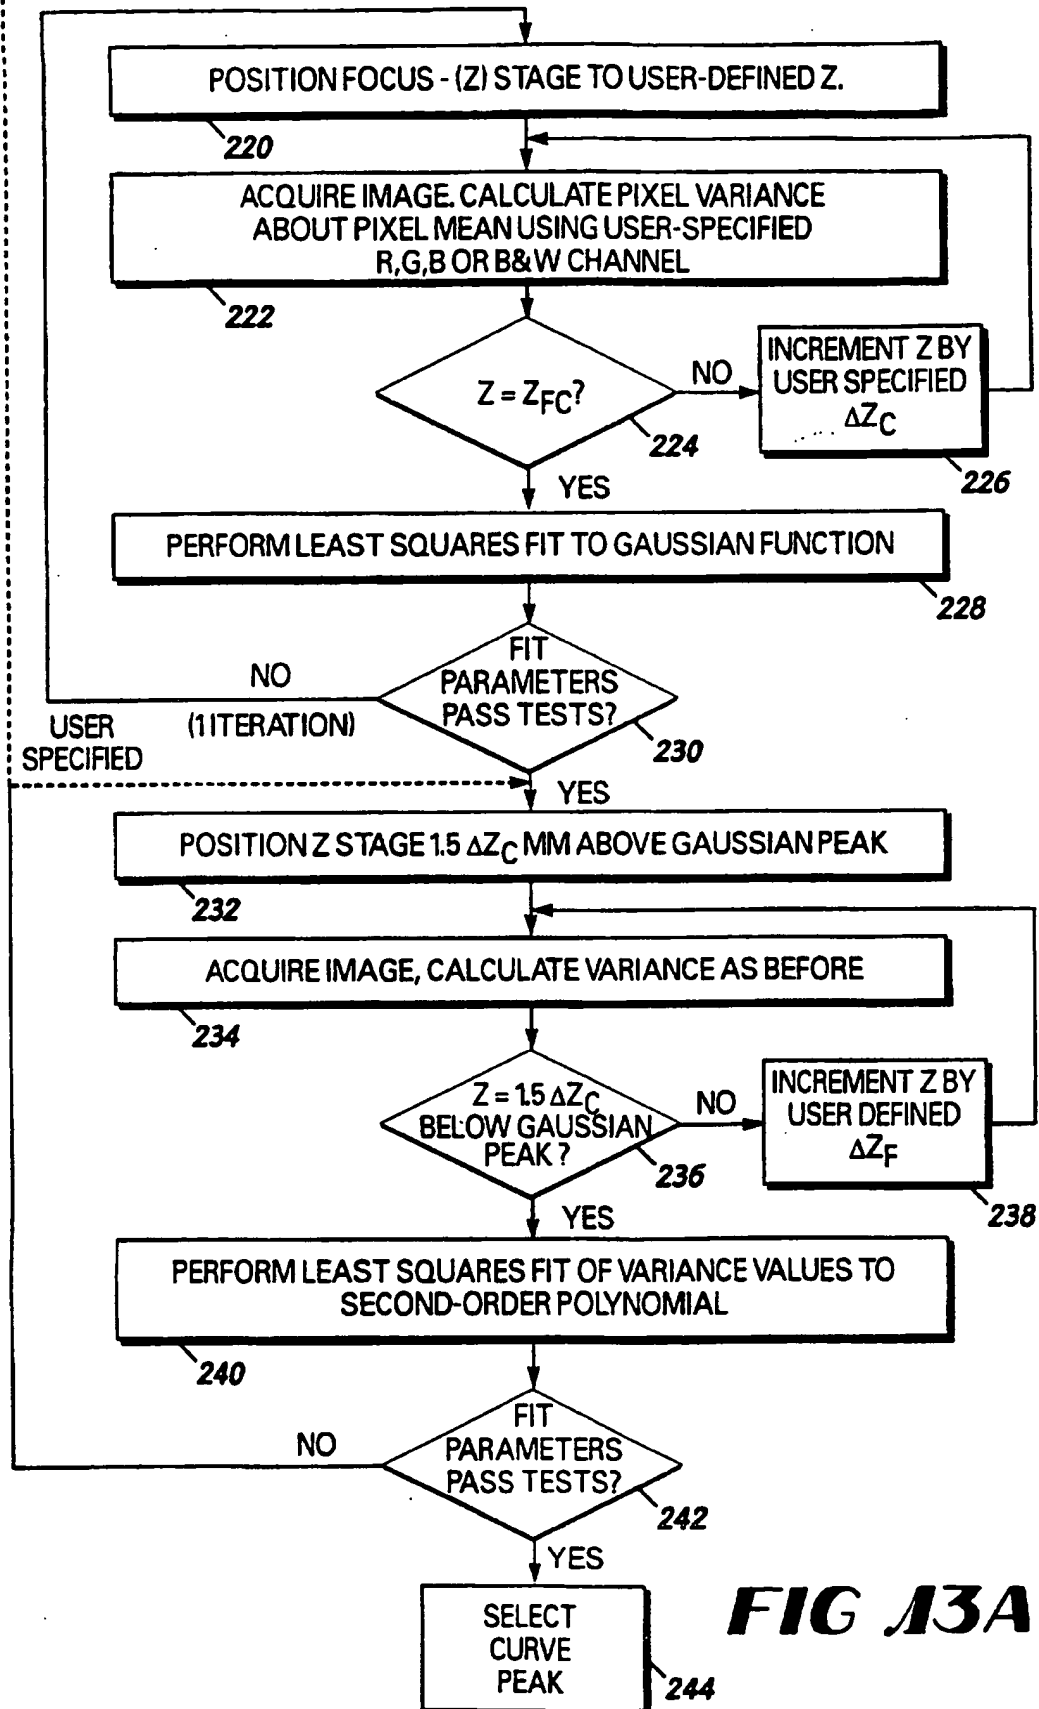 POSITION FOCUS - (Z) STAGE TO USER-DEFINED Z.
220
ACQUIRE IMAGE. CALCULATE PIXEL VARIANCE
ABOUT PIXEL MEAN USING USER-SPECIFIED
R,G,B OR B&W CHANNEL
222
Z = Z_FC?
224
NO
INCREMENT Z BY
USER SPECIFIED
ΔZ_C
226
YES
PERFORM LEAST SQUARES FIT TO GAUSSIAN FUNCTION
228
FIT
PARAMETERS
PASS TESTS?
230
NO
(1 ITERATION)
USER
SPECIFIED
YES
POSITION Z STAGE 1.5 ΔZ_C MM ABOVE GAUSSIAN PEAK
232
ACQUIRE IMAGE, CALCULATE VARIANCE AS BEFORE
234
Z = 1.5 ΔZ_C
BELOW GAUSSIAN
PEAK?
236
NO
INCREMENT Z BY
USER DEFINED
ΔZ_F
238
YES
PERFORM LEAST SQUARES FIT OF VARIANCE VALUES TO
SECOND-ORDER POLYNOMIAL
240
FIT
PARAMETERS
PASS TESTS?
242
NO
YES
SELECT
CURVE
PEAK
244
FIG 13A